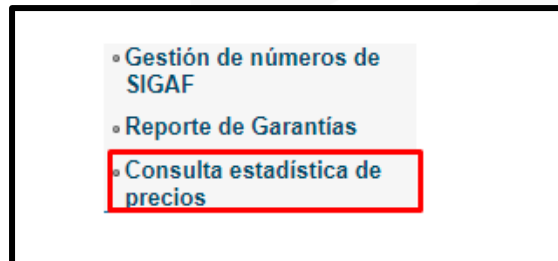 Gestión de números de
SIGAF
Reporte de Garantías
Consulta estadística de
precios